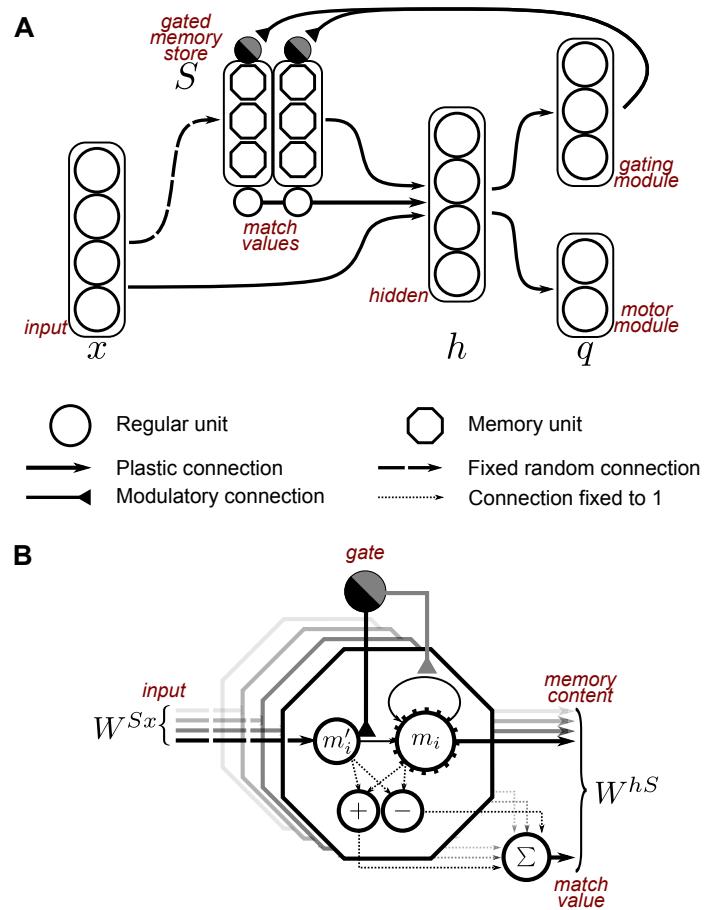 A
gated
memory
store
S
match
values
gating
module
hidden
motor
module
input
x
h
q
Regular unit
Memory unit
Plastic connection
Fixed random connection
Modulatory connection
Connection fixed to 1
B
gate
input
memory
content
W^{Sx}{
m'_i
m_i
}W^{hS}
+
−
Σ
match
value